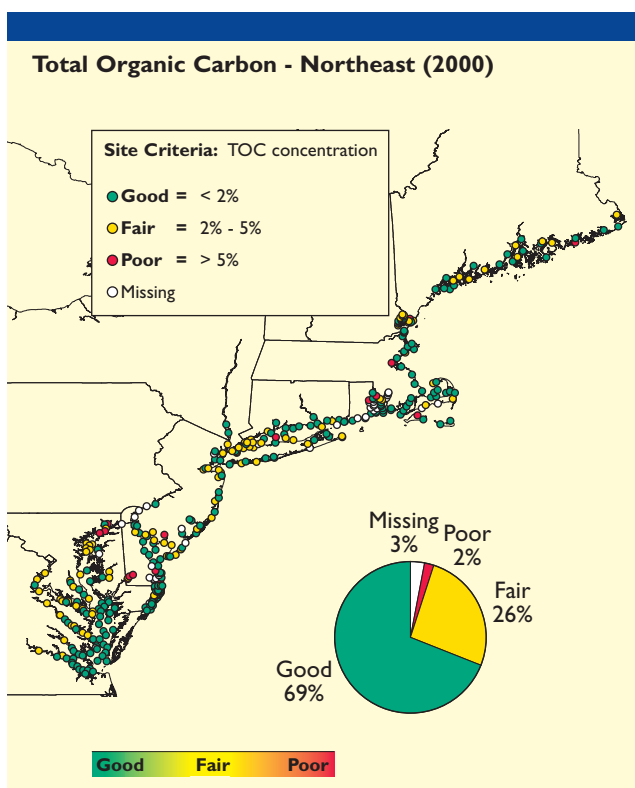 Total Organic Carbon - Northeast (2000)
Site Criteria: TOC concentration
Good = < 2%
Fair = 2% - 5%
Poor = > 5%
Missing
Missing
3%
Poor
2%
Fair
26%
Good
69%
Good Fair Poor